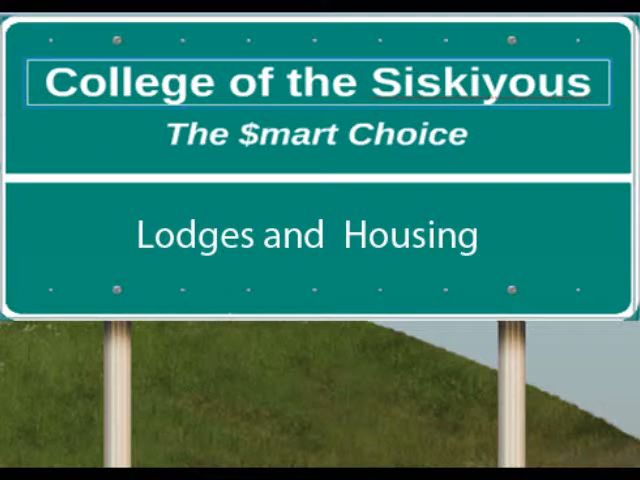 College of the Siskiyous
The $mart Choice
Lodges and Housing